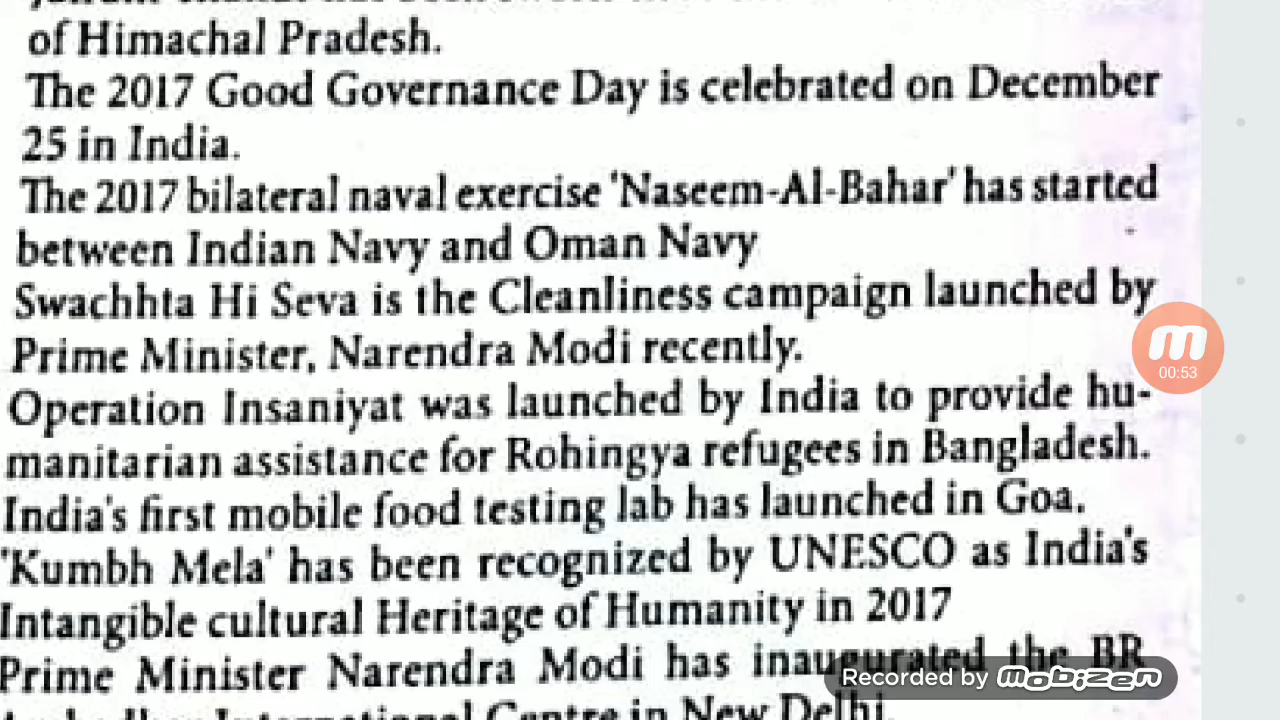 of Himachal Pradesh.
The 2017 Good Governance Day is celebrated on December
25 in India.
The 2017 bilateral naval exercise 'Naseem-Al-Bahar' has started
between Indian Navy and Oman Navy
Swachhta Hi Seva is the Cleanliness campaign launched by
Prime Minister, Narendra Modi recently.
Operation Insaniyat was launched by India to provide hu-
manitarian assistance for Rohingya refugees in Bangladesh.
India's first mobile food testing lab has launched in Goa.
'Kumbh Mela' has been recognized by UNESCO as India's
Intangible cultural Heritage of Humanity in 2017
Prime Minister Narendra Modi has inaugurated the BR
International Centre in New Delhi.
00:53
Recorded by mobizen